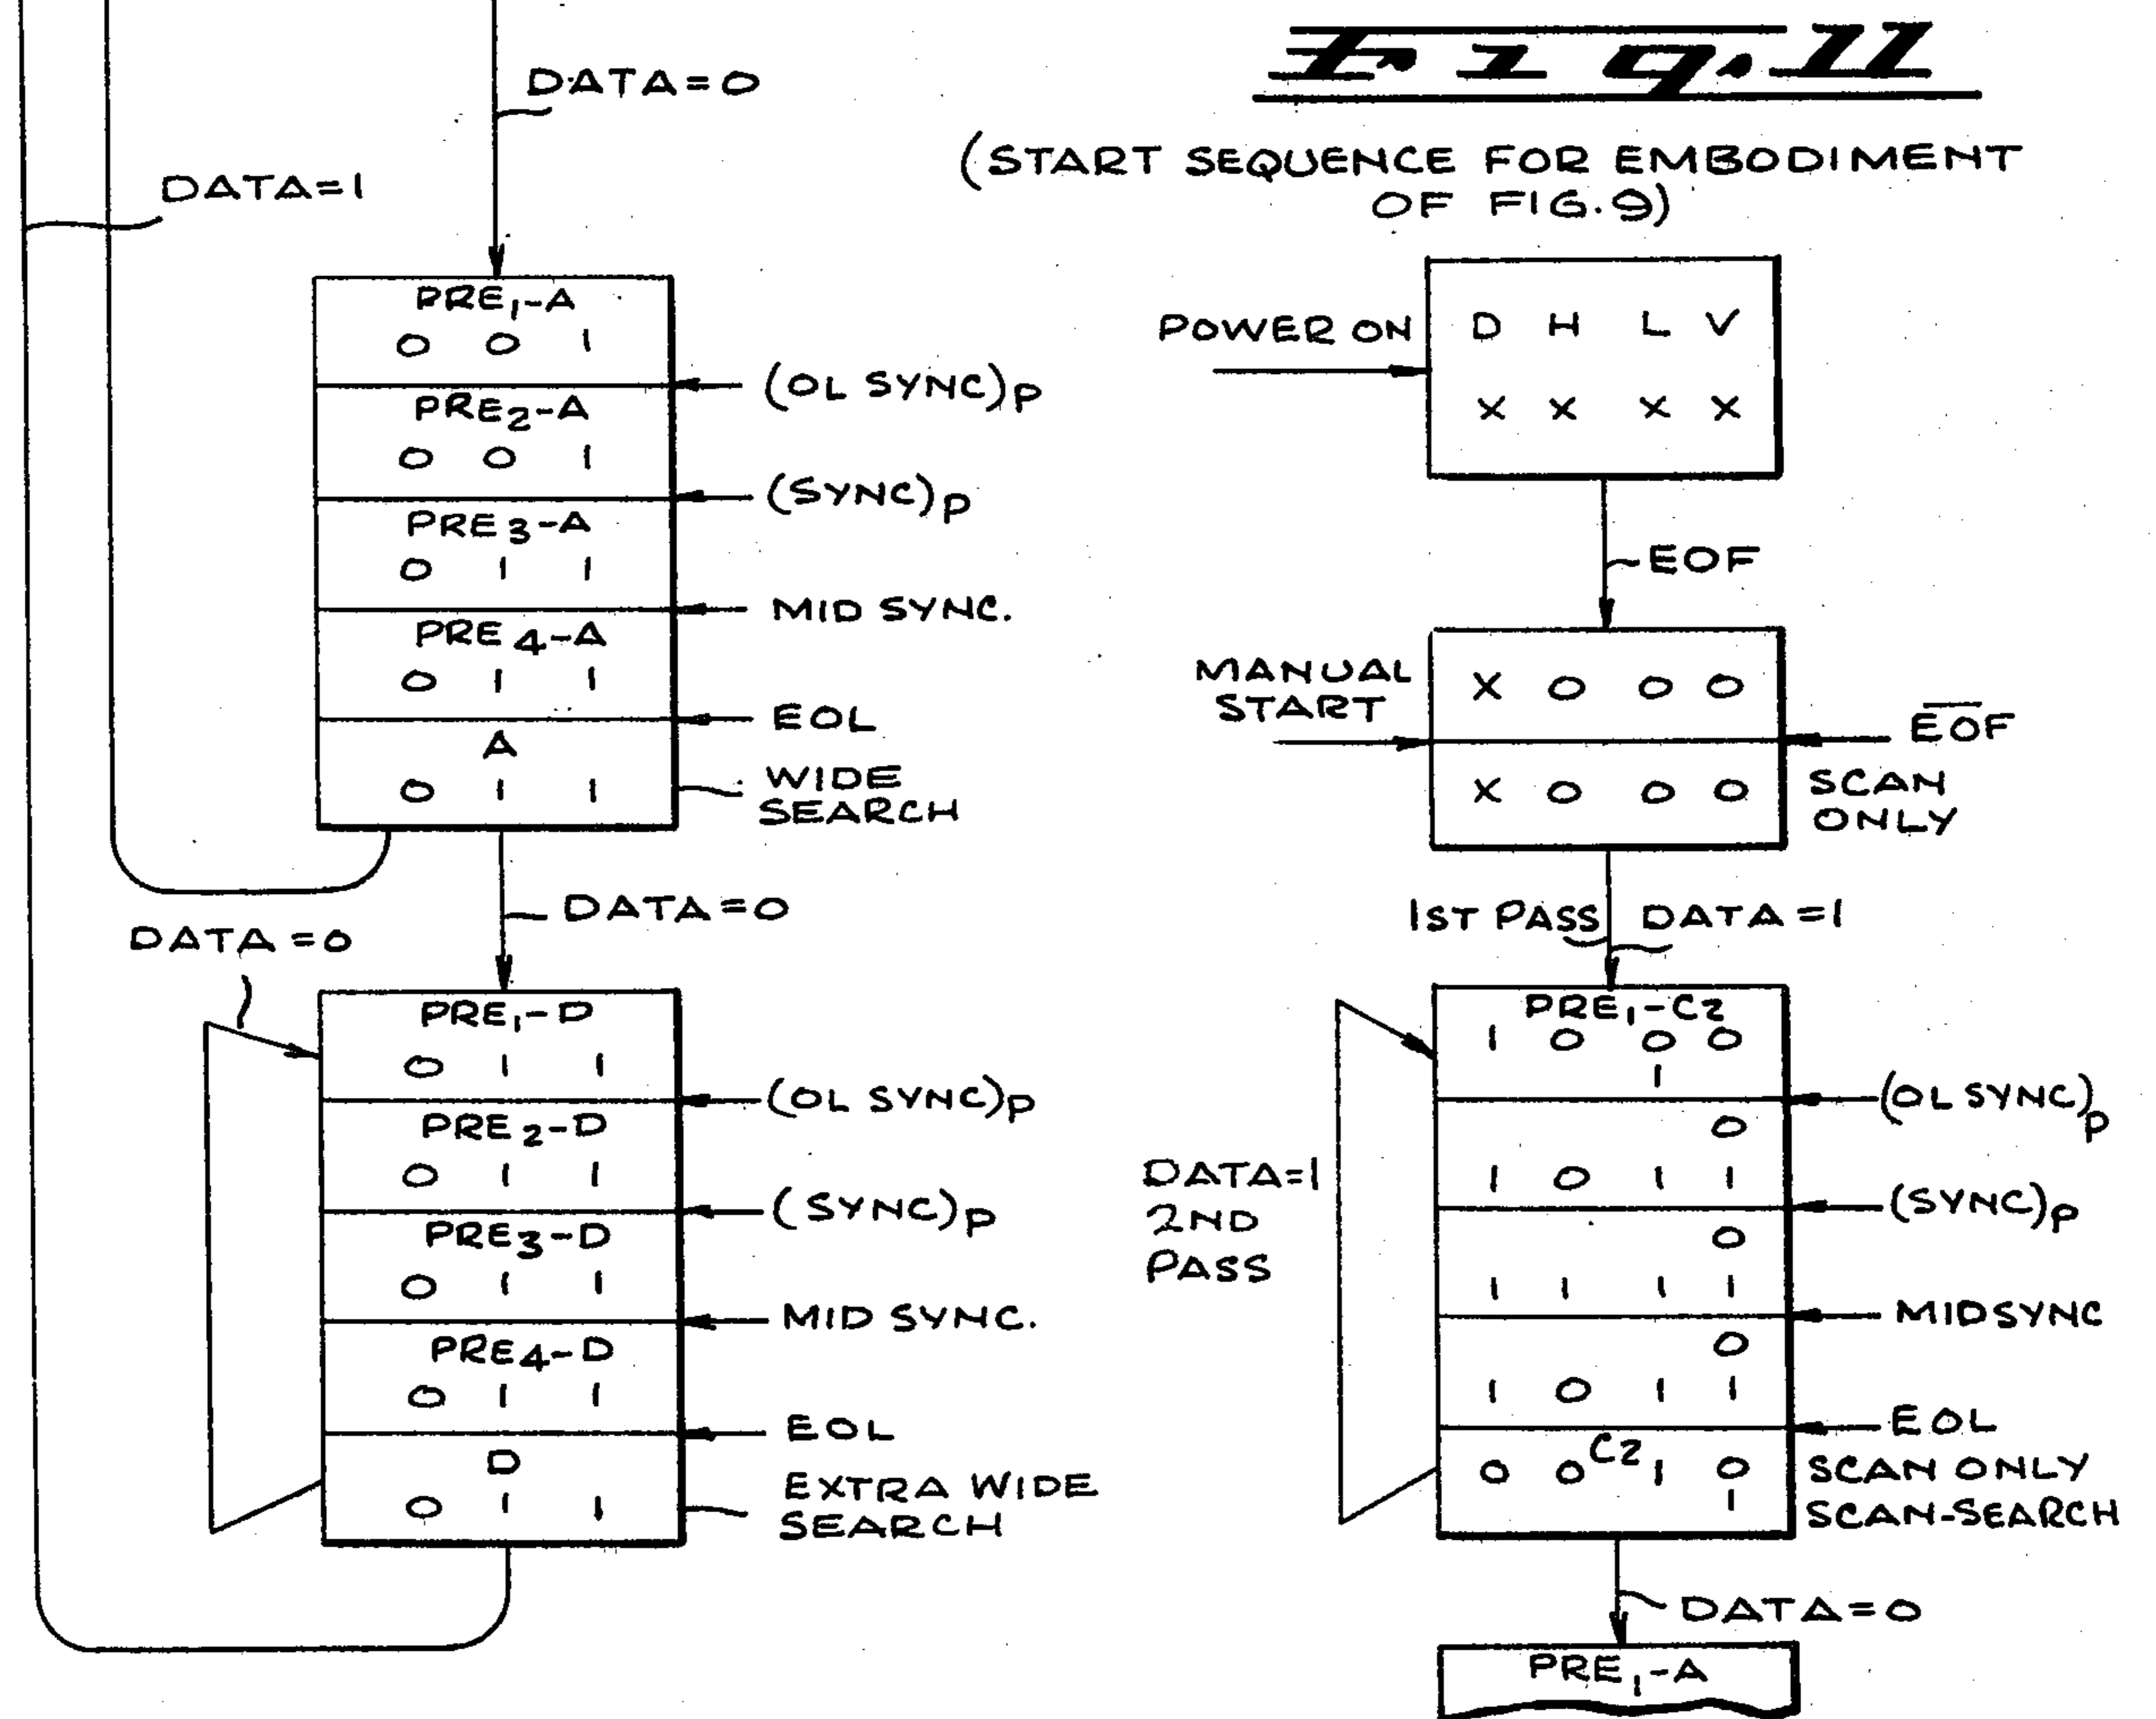 DATA=0
DATA=1
PRE1-A
0 0 1
(OL SYNC)P
PRE2-A
0 0 1
(SYNC)P
PRE3-A
0 1 1
MID SYNC.
PRE4-A
0 1 1
EOL
A
0 1 1
WIDE
SEARCH
DATA=0
DATA=0
PRE1-D
0 1 1
(OL SYNC)P
PRE2-D
0 1 1
(SYNC)P
PRE3-D
0 1 1
MID SYNC.
PRE4-D
0 1 1
EOL
D
0 1 1
EXTRA WIDE
SEARCH
Fig. 11
(START SEQUENCE FOR EMBODIMENT
OF FIG.9)
POWER ON
D H L V
X X X X
EOF
MANUAL
START
X 0 0 0
E̅O̅F̅
X 0 0 0
SCAN
ONLY
1ST PASS
DATA=1
PRE1-C2
1 0 0 0
1
(OL SYNC)P
0
1 0 1 1
(SYNC)P
0
1 1 1 1
MIDSYNC
0
1 0 1 1
EOL
C2
0 0 1 0
1
SCAN ONLY
SCAN-SEARCH
DATA=1
2ND
PASS
DATA=0
PRE1-A